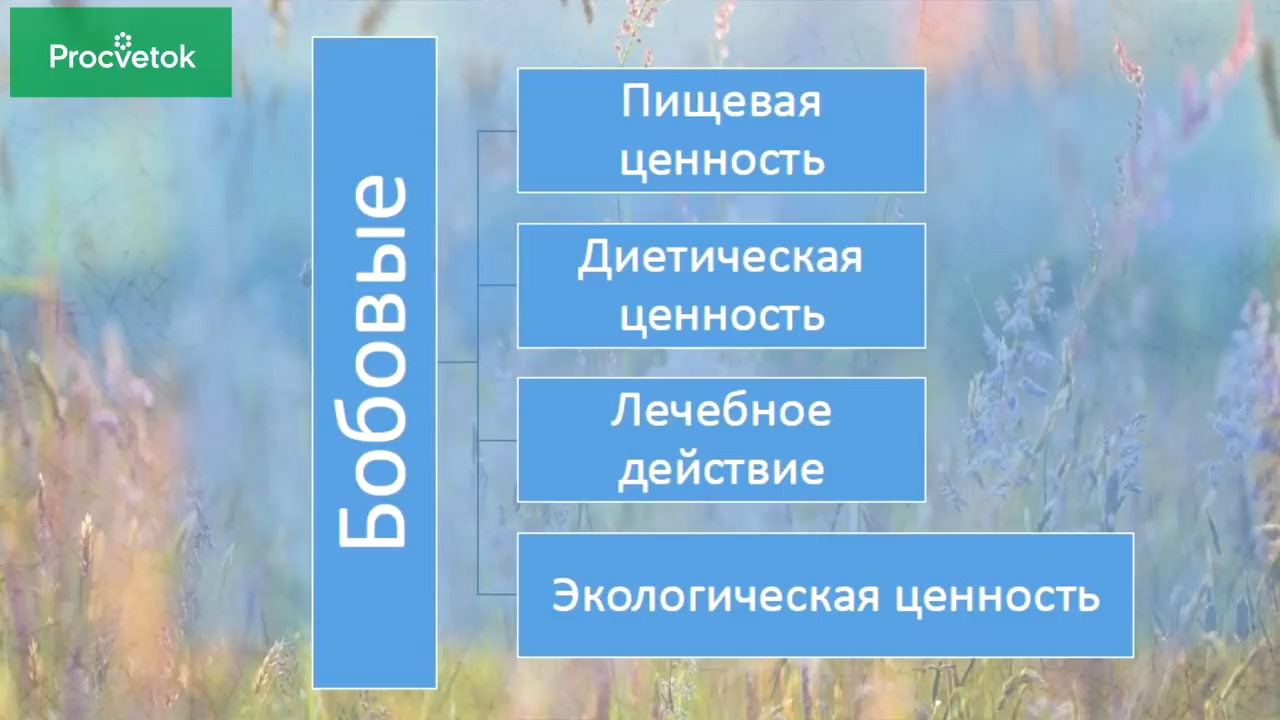 Procvetok
Бобовые
Пищевая
ценность
Диетическая
ценность
Лечебное
действие
Экологическая ценность